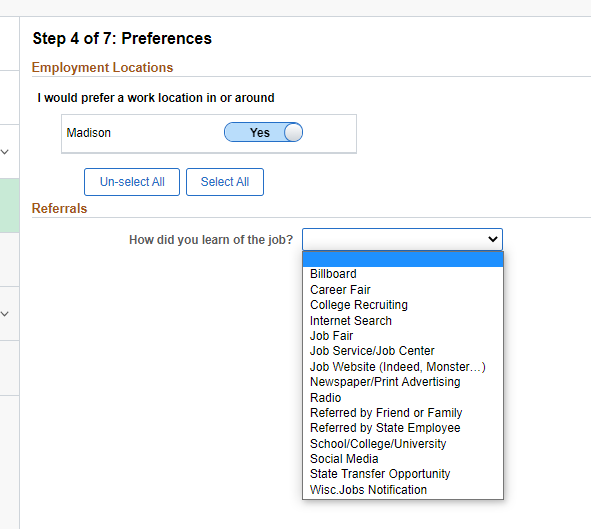 Step 4 of 7: Preferences
Employment Locations
I would prefer a work location in or around
Madison Yes
Un-select All Select All
Referrals
How did you learn of the job?
Billboard
Career Fair
College Recruiting
Internet Search
Job Fair
Job Service/Job Center
Job Website (Indeed, Monster...)
Newspaper/Print Advertising
Radio
Referred by Friend or Family
Referred by State Employee
School/College/University
Social Media
State Transfer Opportunity
Wisc.Jobs Notification